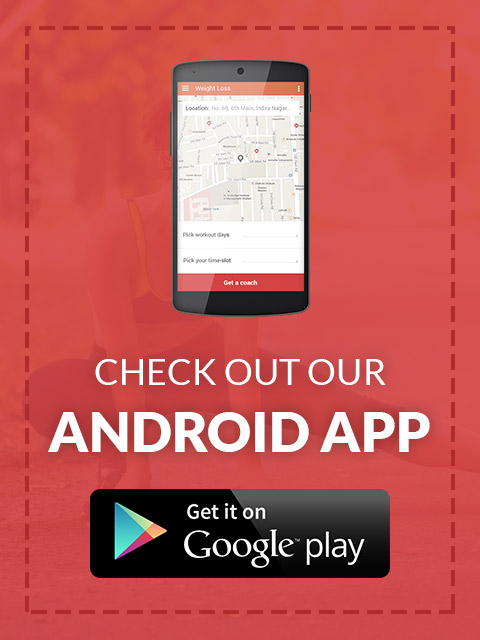 Weight Loss
Location: No. 68, 6th Main, Indira Nagar.
Pick workout days
Pick your time-slot
Get a coach
CHECK OUT OUR
ANDROID APP
Get it on
Google play